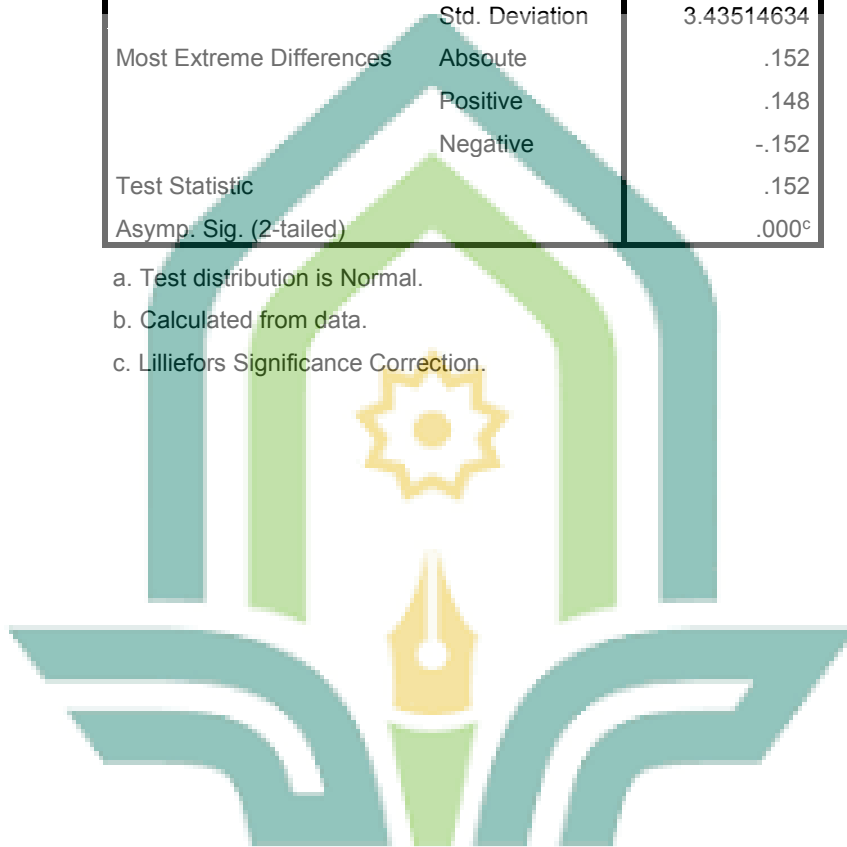 Std. Deviation 3.43514634
Most Extreme Differences Absoute .152
Positive .148
Negative -.152
Test Statistic .152
Asymp. Sig. (2-tailed) .000ᶜ
a. Test distribution is Normal.
b. Calculated from data.
c. Lilliefors Significance Correction.